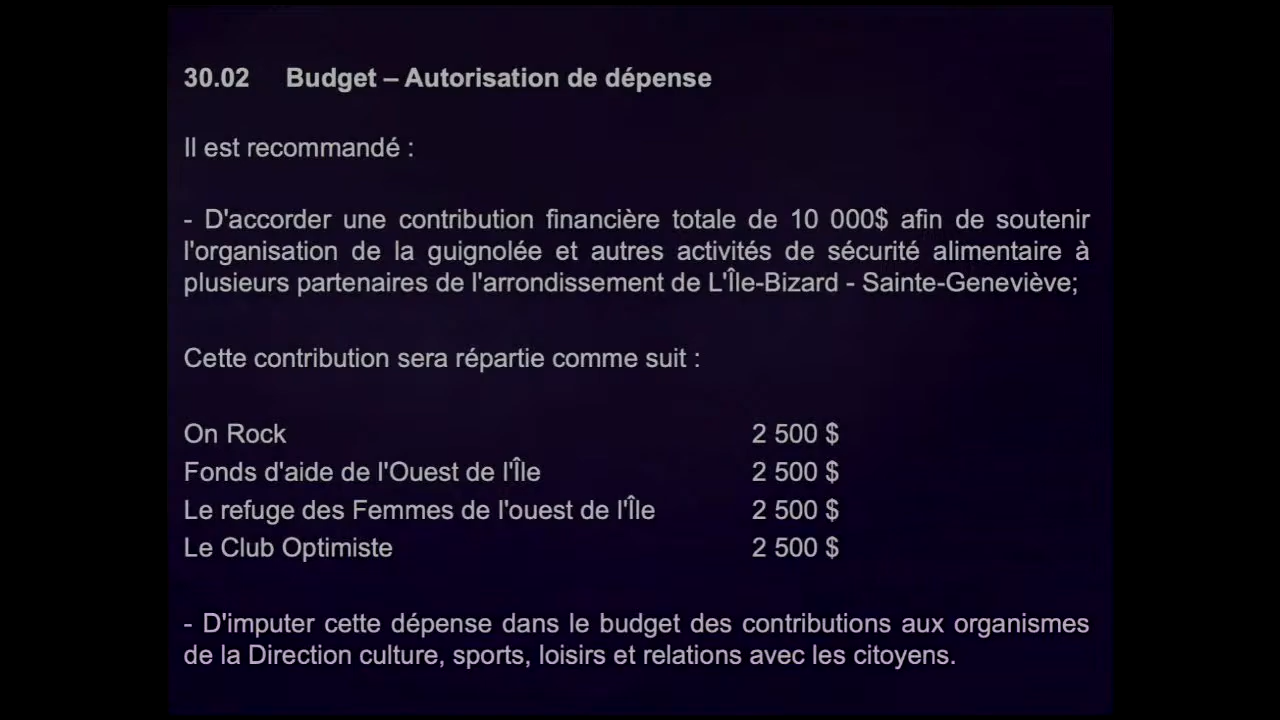 30.02 Budget – Autorisation de dépense
Il est recommandé :
- D'accorder une contribution financière totale de 10 000$ afin de soutenir
l'organisation de la guignolée et autres activités de sécurité alimentaire à
plusieurs partenaires de l'arrondissement de L'Île-Bizard - Sainte-Geneviève;
Cette contribution sera répartie comme suit :
On Rock 2 500 $
Fonds d'aide de l'Ouest de l'Île 2 500 $
Le refuge des Femmes de l'ouest de l'Île 2 500 $
Le Club Optimiste 2 500 $
- D'imputer cette dépense dans le budget des contributions aux organismes
de la Direction culture, sports, loisirs et relations avec les citoyens.